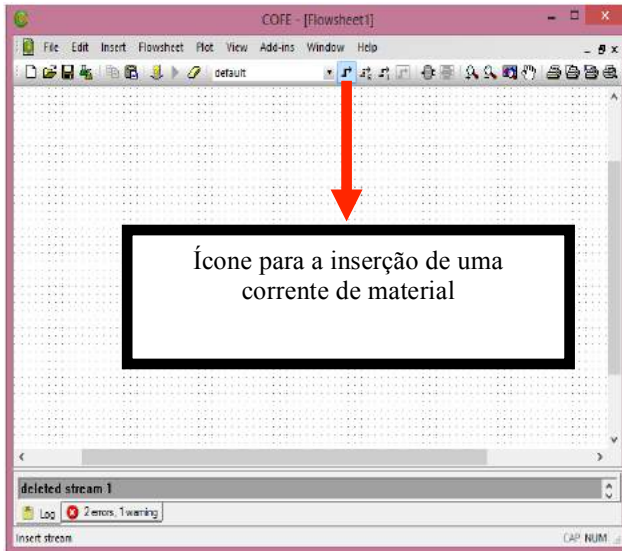 COFE - [Flowsheet1]
File Edit Insert Flowsheet Plot View Add-ins Window Help
default
Ícone para a inserção de uma
corrente de material
deleted stream 1
Log 2 errors, 1 warning
Insert stream CAP NUM